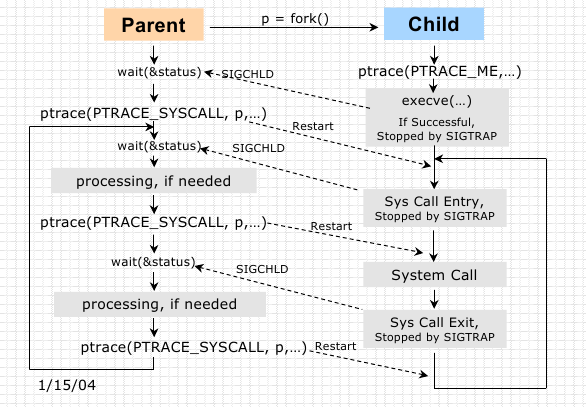 Parent
p = fork()
Child
wait(&status)
SIGCHLD
ptrace(PTRACE_ME,...)
ptrace(PTRACE_SYSCALL, p,...)
execve(...)
If Successful,
Stopped by SIGTRAP
Restart
wait(&status)
SIGCHLD
processing, if needed
Sys Call Entry,
Stopped by SIGTRAP
ptrace(PTRACE_SYSCALL, p,...)
Restart
wait(&status)
SIGCHLD
System Call
processing, if needed
Sys Call Exit,
Stopped by SIGTRAP
ptrace(PTRACE_SYSCALL, p,...)
Restart
1/15/04